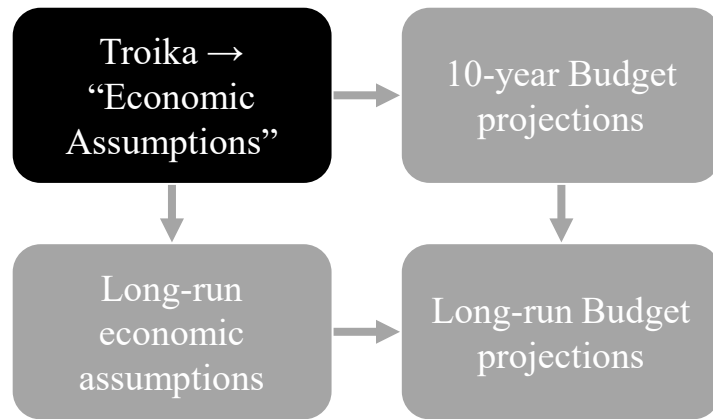 Troika →
“Economic
Assumptions”
10-year Budget
projections
Long-run
economic
assumptions
Long-run Budget
projections